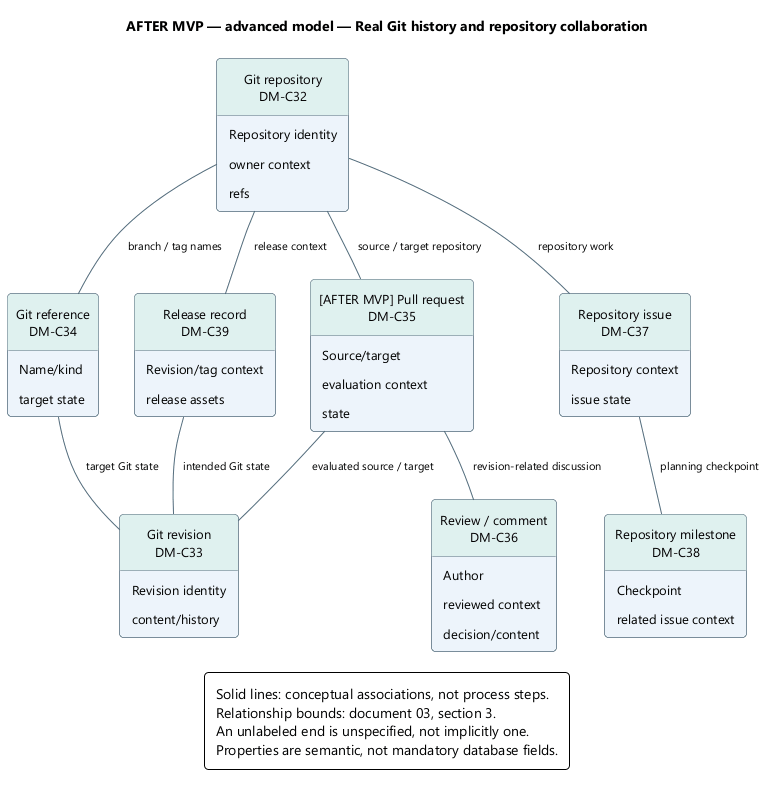 AFTER MVP — advanced model — Real Git history and repository collaboration
Git repository
DM-C32
Repository identity
owner context
refs
branch / tag names
release context
source / target repository
repository work
Git reference
DM-C34
Name/kind
target state
Release record
DM-C39
Revision/tag context
release assets
[AFTER MVP] Pull request
DM-C35
Source/target
evaluation context
state
Repository issue
DM-C37
Repository context
issue state
target Git state
intended Git state
evaluated source / target
revision-related discussion
planning checkpoint
Git revision
DM-C33
Revision identity
content/history
Review / comment
DM-C36
Author
reviewed context
decision/content
Repository milestone
DM-C38
Checkpoint
related issue context
Solid lines: conceptual associations, not process steps.
Relationship bounds: document 03, section 3.
An unlabeled end is unspecified, not implicitly one.
Properties are semantic, not mandatory database fields.